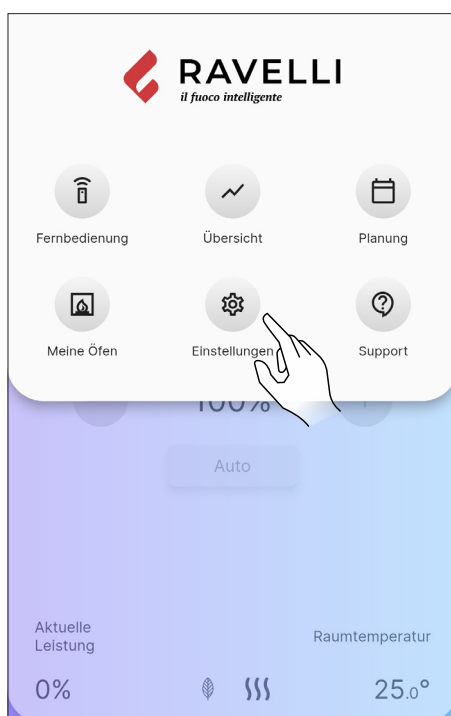 RAVELLI
il fuoco intelligente
Fernbedienung
Übersicht
Planung
Meine Öfen
Einstellungen
Support
100%
Auto
Aktuelle
Leistung
Raumtemperatur
0%
25.0°